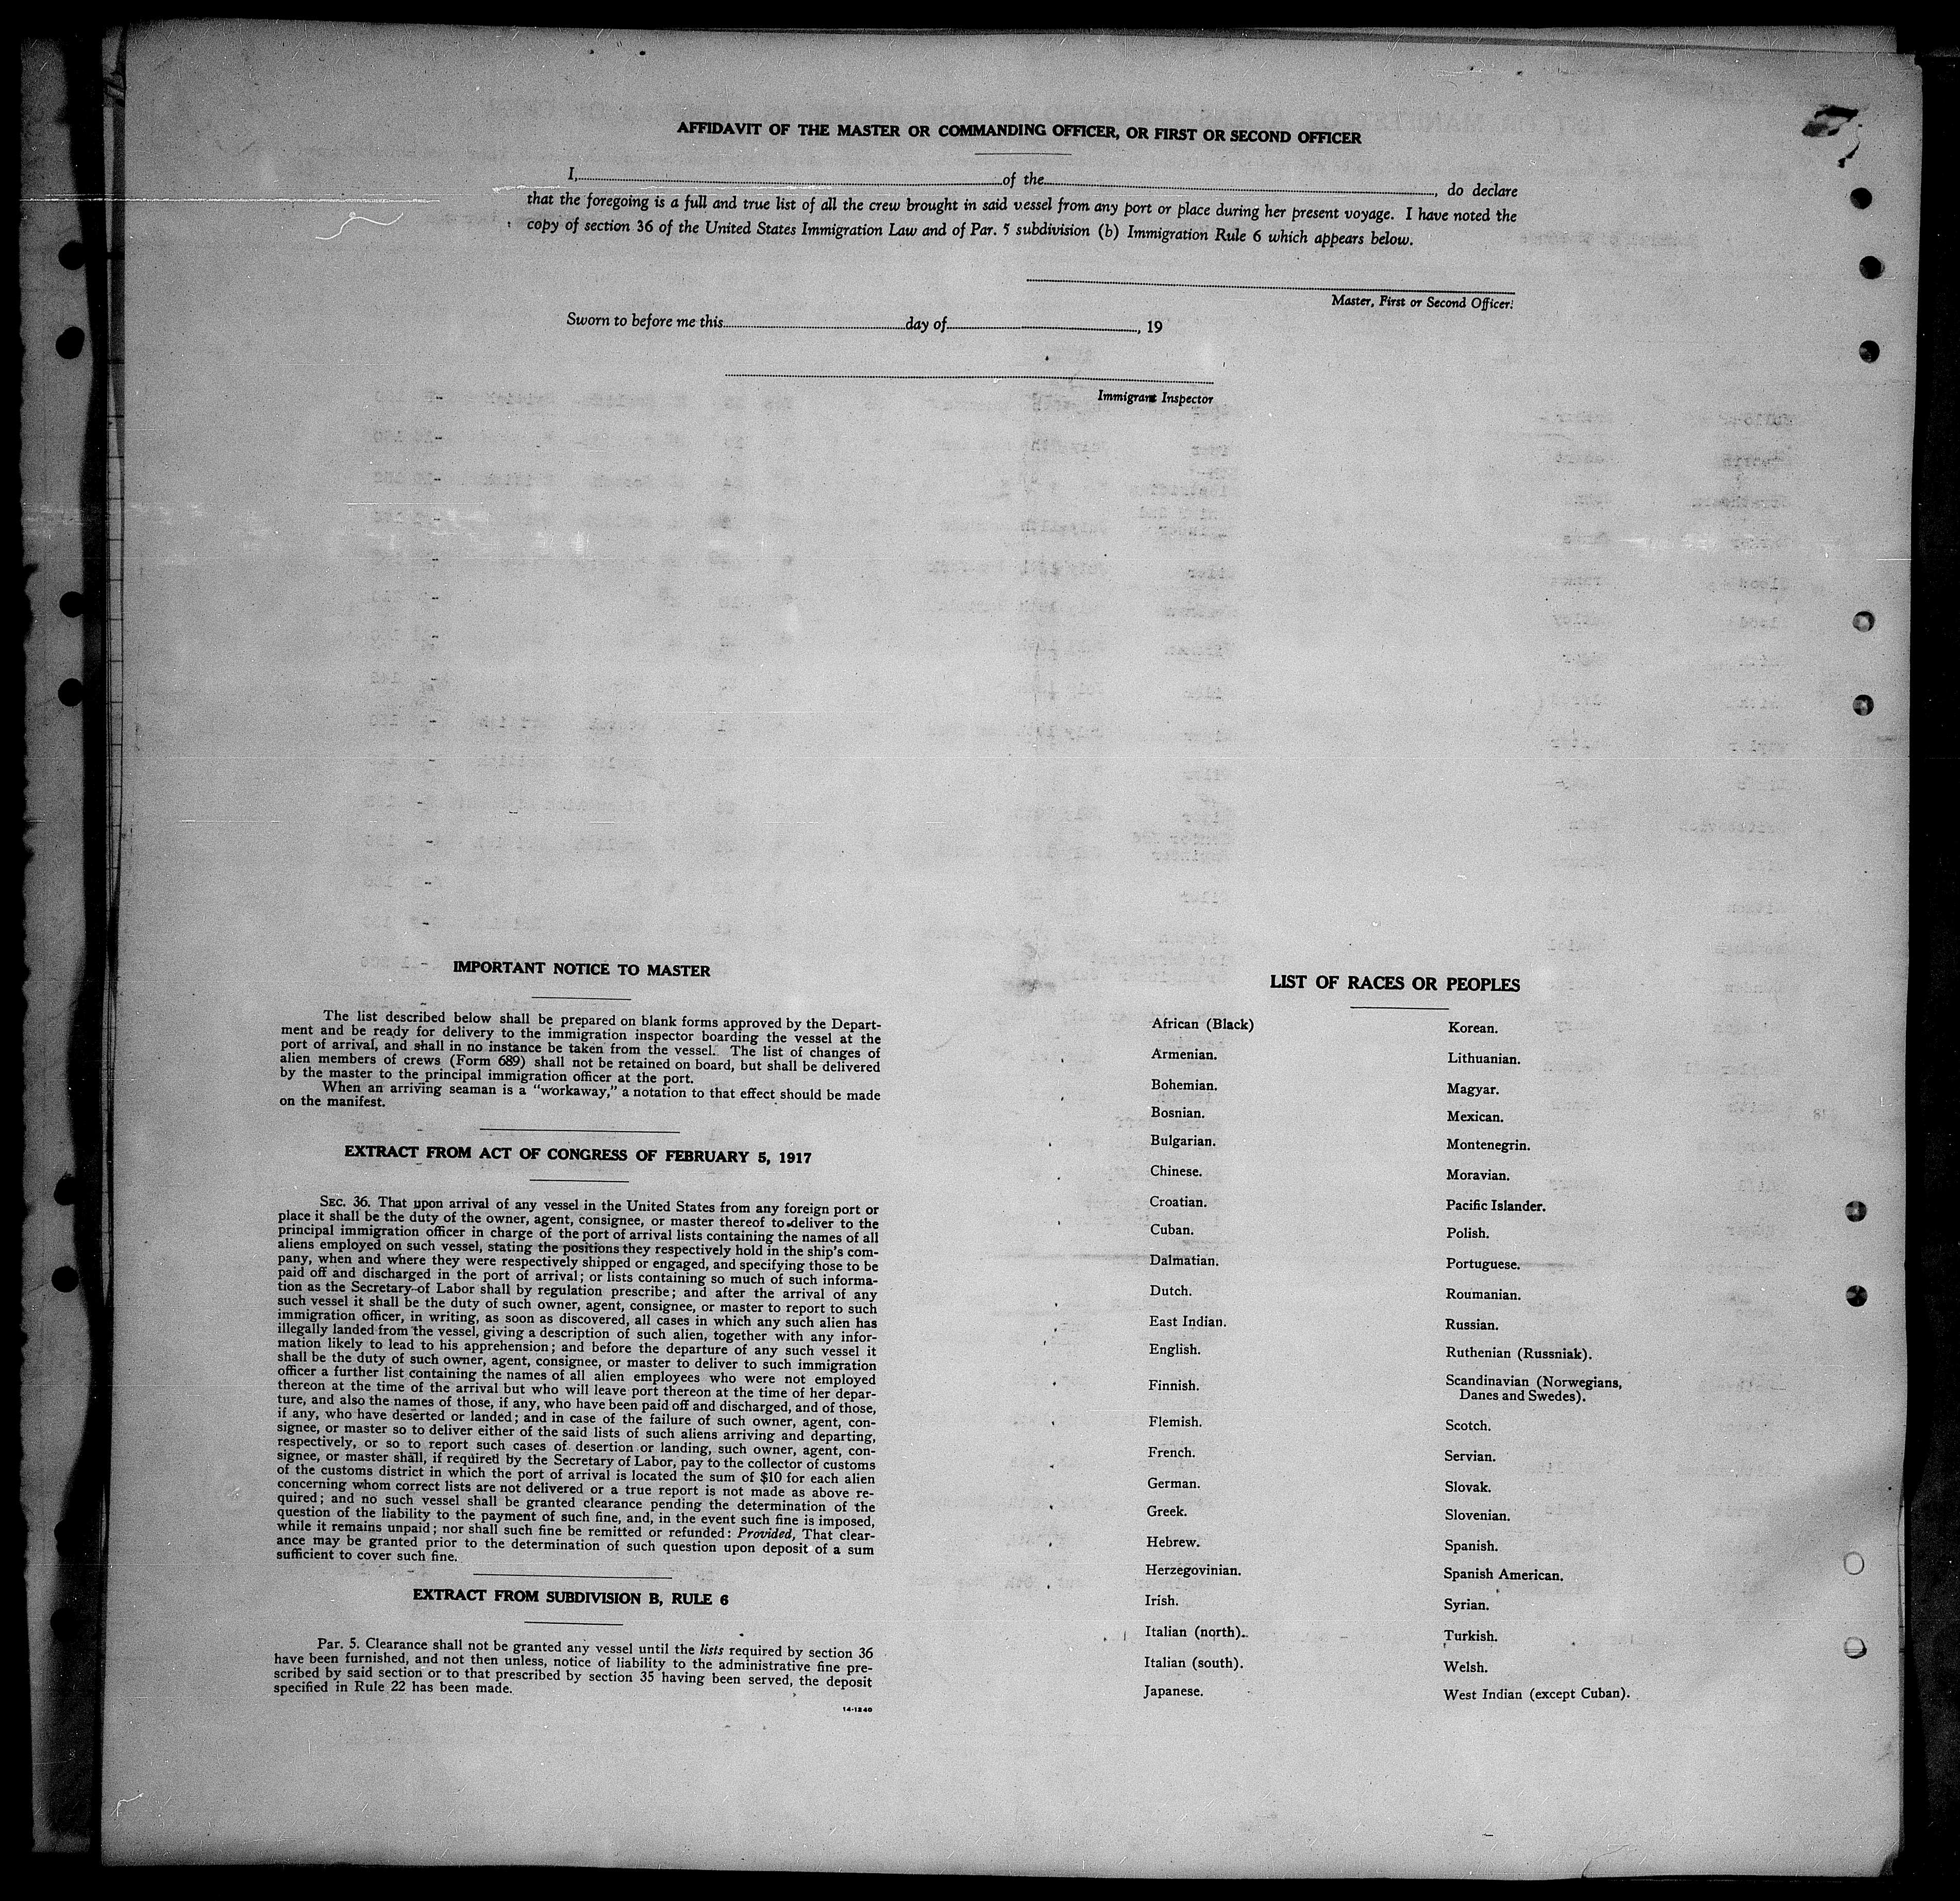 AFFIDAVIT OF THE MASTER OR COMMANDING OFFICER, OR FIRST OR SECOND OFFICER
I, of the , do declare
that the foregoing is a full and true list of all the crew brought in said vessel from any port or place during her present voyage. I have noted the
copy of section 36 of the United States Immigration Law and of Par. 5 subdivision (b) Immigration Rule 6 which appears below.
Master, First or Second Officer.
Sworn to before me this day of , 19
Immigrant Inspector
IMPORTANT NOTICE TO MASTER
The list described below shall be prepared on blank forms approved by the Depart-
ment and be ready for delivery to the immigration inspector boarding the vessel at the
port of arrival, and shall in no instance be taken from the vessel. The list of changes of
alien members of crews (Form 689) shall not be retained on board, but shall be delivered
by the master to the principal immigration officer at the port.
When an arriving seaman is a "workaway," a notation to that effect should be made
on the manifest.
EXTRACT FROM ACT OF CONGRESS OF FEBRUARY 5, 1917
SEC. 36. That upon arrival of any vessel in the United States from any foreign port or
place it shall be the duty of the owner, agent, consignee, or master thereof to deliver to the
principal immigration officer in charge of the port of arrival lists containing the names of all
aliens employed on such vessel, stating the positions they respectively hold in the ship's com-
pany, when and where they were respectively shipped or engaged, and specifying those to be
paid off and discharged in the port of arrival; or lists containing so much of such informa-
tion as the Secretary of Labor shall by regulation prescribe; and after the arrival of any
such vessel it shall be the duty of such owner, agent, consignee, or master to report to such
immigration officer, in writing, as soon as discovered, all cases in which any such alien has
illegally landed from the vessel, giving a description of such alien, together with any infor-
mation likely to lead to his apprehension; and before the departure of any such vessel it
shall be the duty of such owner, agent, consignee, or master to deliver to such immigration
officer a further list containing the names of all alien employees who were not employed
thereon at the time of the arrival but who will leave port thereon at the time of her depar-
ture, and also the names of those, if any, who have been paid off and discharged, and of those,
if any, who have deserted or landed; and in case of the failure of such owner, agent, con-
signee, or master so to deliver either of the said lists of such aliens arriving and departing,
respectively, or so to report such cases of desertion or landing, such owner, agent, con-
signee, or master shall, if required by the Secretary of Labor, pay to the collector of customs
of the customs district in which the port of arrival is located the sum of $10 for each alien
concerning whom correct lists are not delivered or a true report is not made as above re-
quired; and no such vessel shall be granted clearance pending the determination of the
question of the liability to the payment of such fine, and, in the event such fine is imposed,
while it remains unpaid; nor shall such fine be remitted or refunded: Provided, That clear-
ance may be granted prior to the determination of such question upon deposit of a sum
sufficient to cover such fine.
EXTRACT FROM SUBDIVISION B, RULE 6
Par. 5. Clearance shall not be granted any vessel until the lists required by section 36
have been furnished, and not then unless, notice of liability to the administrative fine pre-
scribed by said section or to that prescribed by section 35 having been served, the deposit
specified in Rule 22 has been made.
14-1240
LIST OF RACES OR PEOPLES
African (Black)
Armenian.
Bohemian.
Bosnian.
Bulgarian.
Chinese.
Croatian.
Cuban.
Dalmatian.
Dutch.
East Indian.
English.
Finnish.
Flemish.
French.
German.
Greek.
Hebrew.
Herzegovinian.
Irish.
Italian (north).
Italian (south).
Japanese.
Korean.
Lithuanian.
Magyar.
Mexican.
Montenegrin.
Moravian.
Pacific Islander.
Polish.
Portuguese.
Roumanian.
Russian.
Ruthenian (Russniak).
Scandinavian (Norwegians,
Danes and Swedes).
Scotch.
Servian.
Slovak.
Slovenian.
Spanish.
Spanish American.
Syrian.
Turkish.
Welsh.
West Indian (except Cuban).